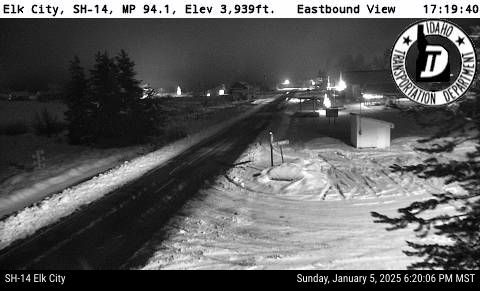 Elk City, SH-14, MP 94.1, Elev 3,939ft. Eastbound View 17:19:40
IDAHO
TRANSPORTATION DEPARTMENT
SH-14 Elk City Sunday, January 5, 2025 6:20:06 PM MST